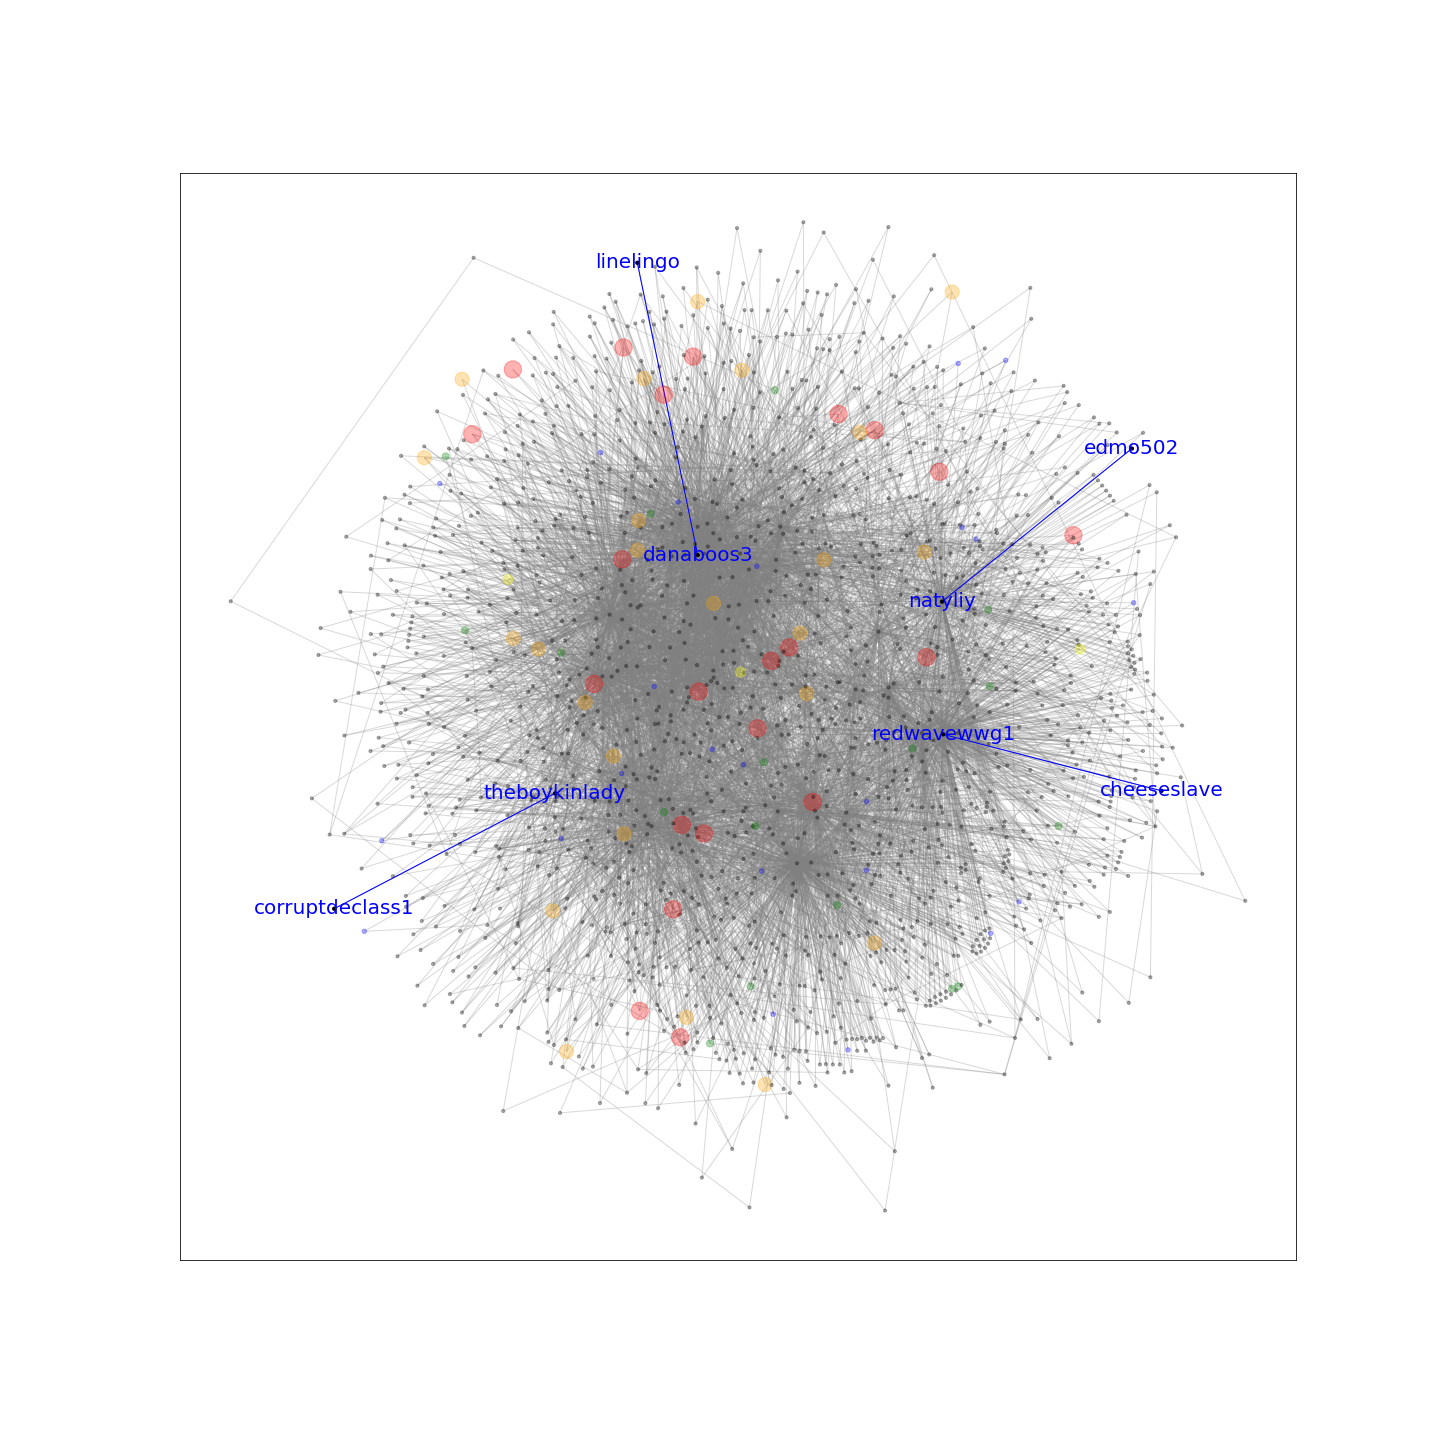 linelingo
edmo502
danaboos3
natyliy
redwavewwg1
cheeseslave
theboykinlady
corruptdeclass1